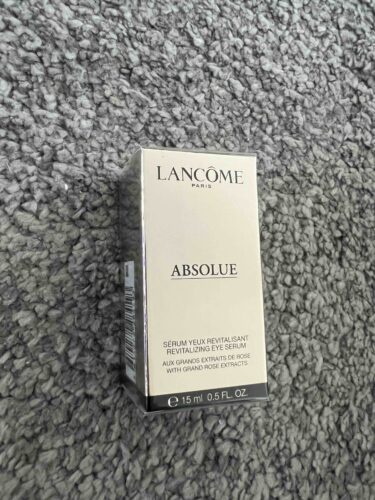 LANCÔME
PARIS
ABSOLUE
SÉRUM YEUX REVITALISANT
REVITALIZING EYE SERUM
AUX GRANDS EXTRAITS DE ROSE
WITH GRAND ROSE EXTRACTS
℮ 15 ml 0.5 FL. OZ.